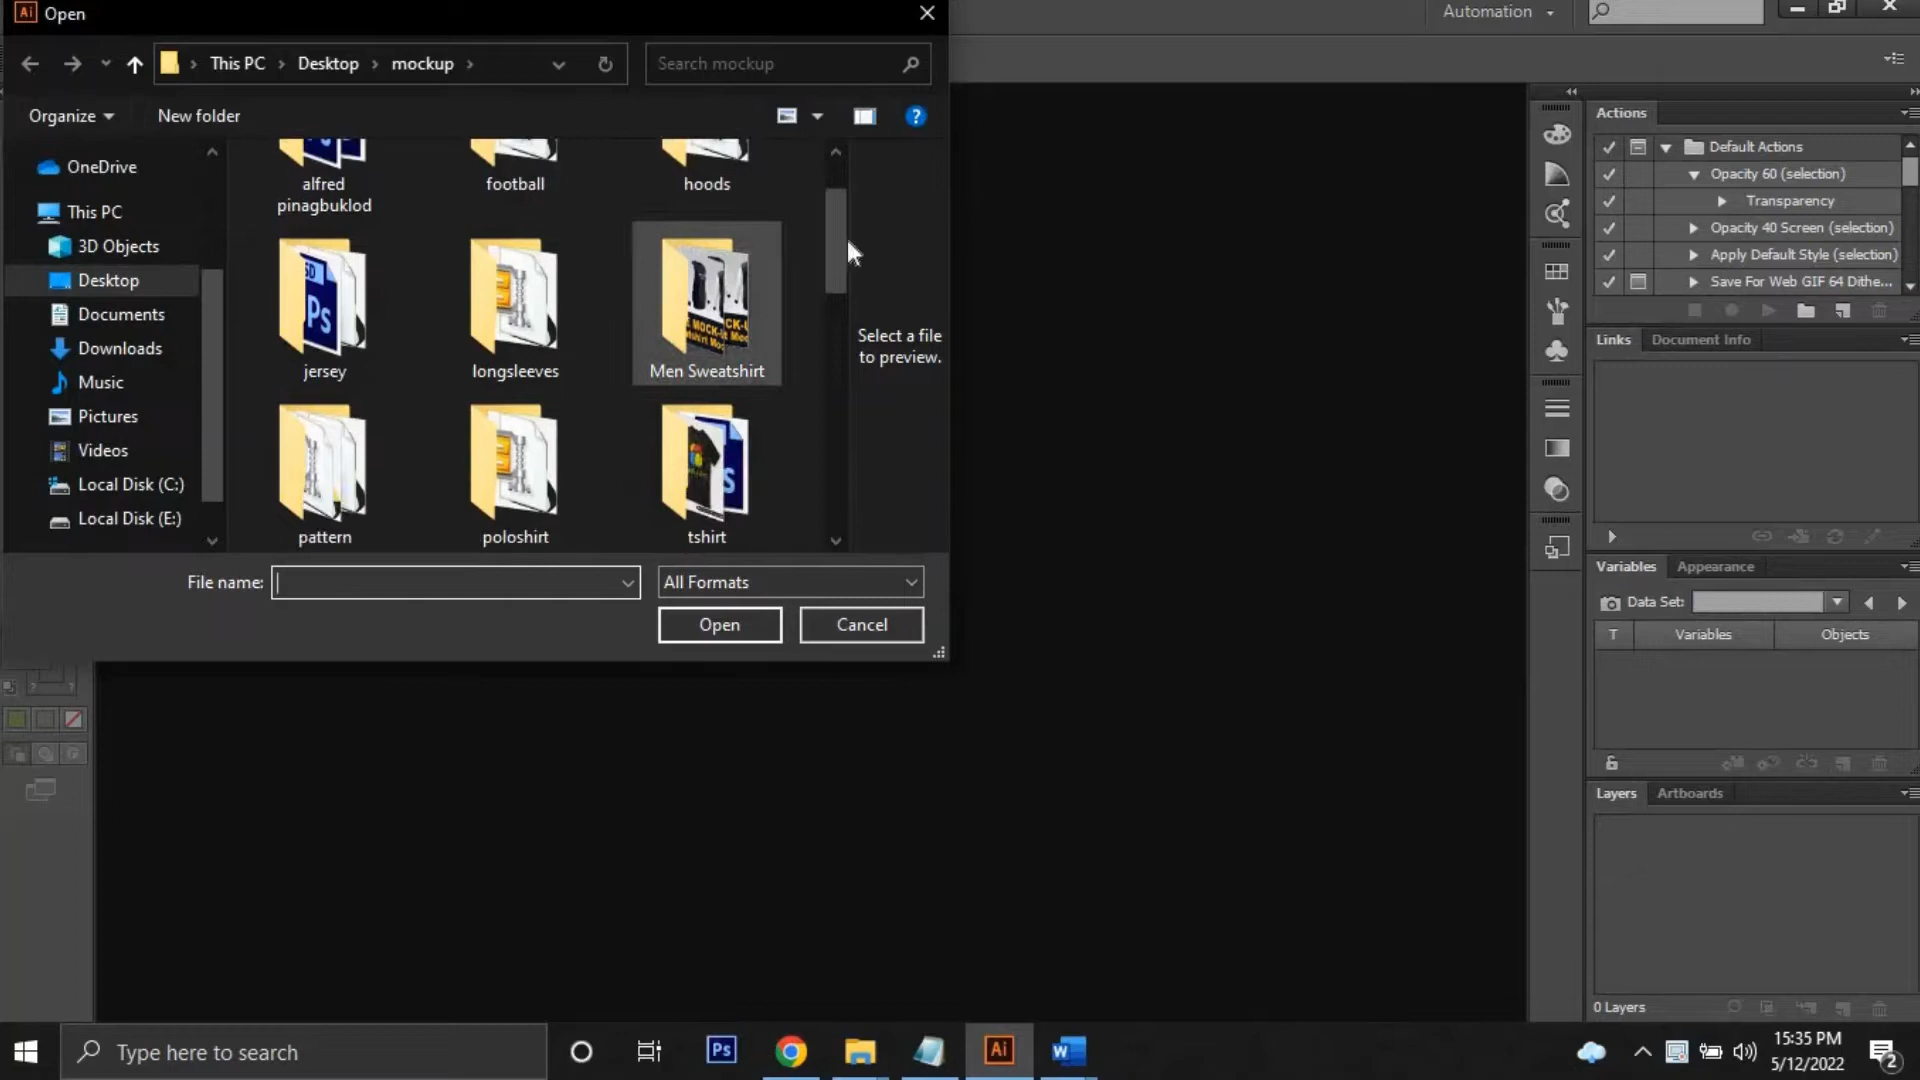 Ai Open
This PC > Desktop > mockup >
Search mockup
Organize
New folder
?
OneDrive
This PC
3D Objects
Desktop
Documents
Downloads
Music
Pictures
Videos
Local Disk (C:)
Local Disk (E:)
alfred
pinagbuklod
football
hoods
jersey
longsleeves
Men Sweatshirt
pattern
poloshirt
tshirt
Select a file
to preview.
File name:
All Formats
Open
Cancel
Automation
Actions
Default Actions
Opacity 60 (selection)
Transparency
Opacity 40 Screen (selection)
Apply Default Style (selection)
Save For Web GIF 64 Dithe...
Links
Document Info
Variables
Appearance
Data Set:
T
Variables
Objects
Layers
Artboards
0 Layers
Type here to search
Ps
Ai
W
15:35 PM
5/12/2022
2